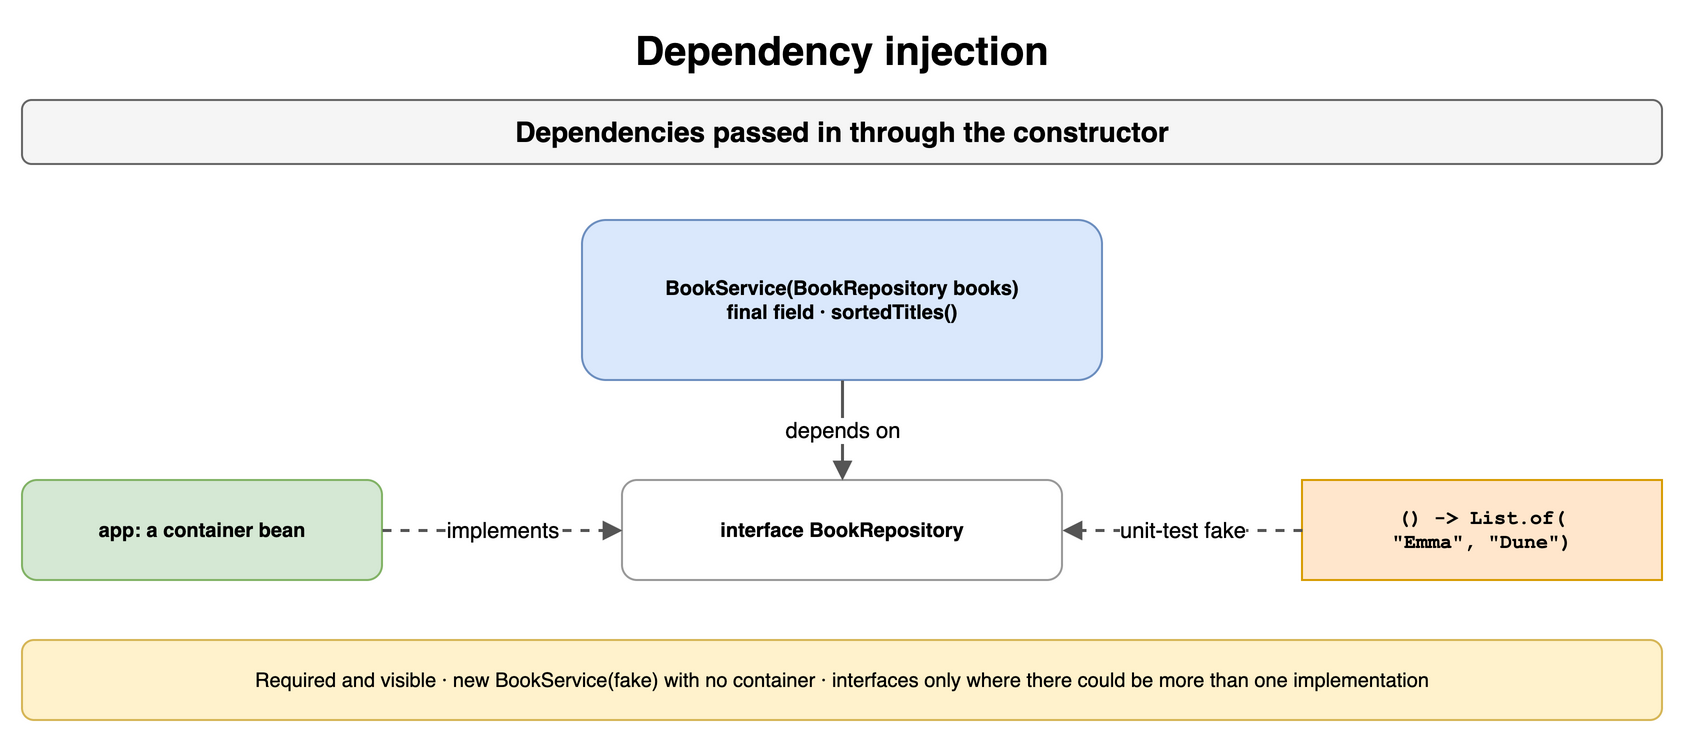 Dependency injection
Dependencies passed in through the constructor
BookService(BookRepository books)
final field · sortedTitles()
depends on
app: a container bean
implements
interface BookRepository
unit-test fake
() -> List.of(
"Emma", "Dune")
Required and visible · new BookService(fake) with no container · interfaces only where there could be more than one implementation